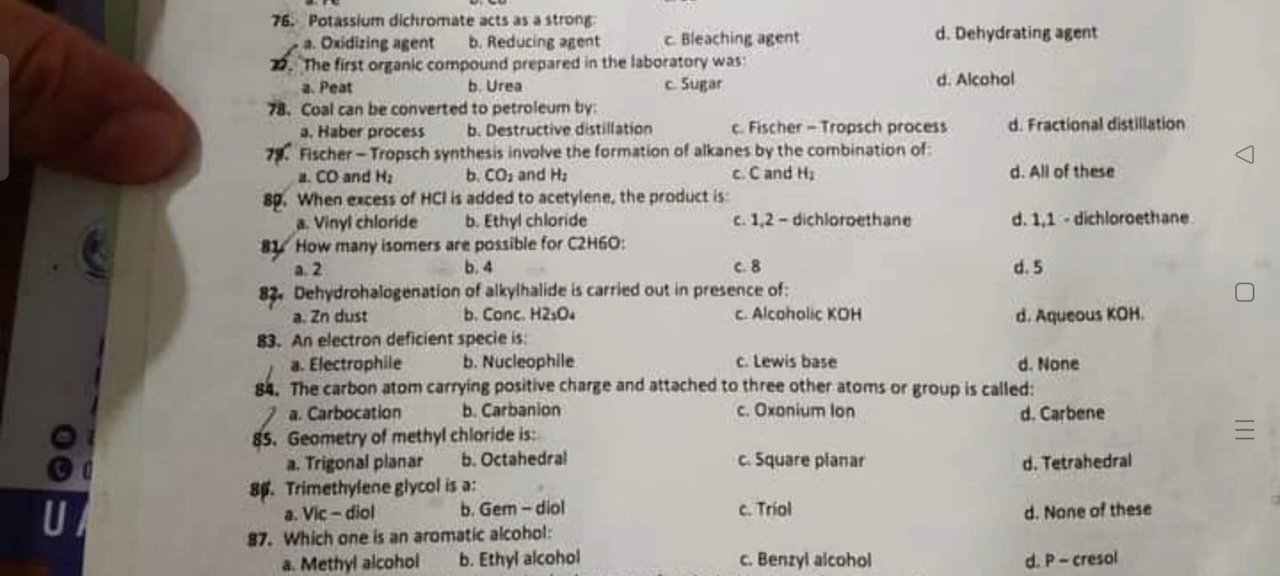 76. Potassium dichromate acts as a strong:
a. Oxidizing agent b. Reducing agent c. Bleaching agent d. Dehydrating agent
77. The first organic compound prepared in the laboratory was:
a. Peat b. Urea c. Sugar d. Alcohol
78. Coal can be converted to petroleum by:
a. Haber process b. Destructive distillation c. Fischer – Tropsch process d. Fractional distillation
79. Fischer – Tropsch synthesis involve the formation of alkanes by the combination of:
a. CO and H₂ b. CO₂ and H₂ c. C and H₂ d. All of these
80. When excess of HCl is added to acetylene, the product is:
a. Vinyl chloride b. Ethyl chloride c. 1,2 – dichloroethane d. 1,1 - dichloroethane
81. How many isomers are possible for C2H6O:
a. 2 b. 4 c. 8 d. 5
82. Dehydrohalogenation of alkylhalide is carried out in presence of:
a. Zn dust b. Conc. H2sO₄ c. Alcoholic KOH d. Aqueous KOH.
83. An electron deficient specie is:
a. Electrophile b. Nucleophile c. Lewis base d. None
84. The carbon atom carrying positive charge and attached to three other atoms or group is called:
a. Carbocation b. Carbanion c. Oxonium Ion d. Carbene
85. Geometry of methyl chloride is:
a. Trigonal planar b. Octahedral c. Square planar d. Tetrahedral
86. Trimethylene glycol is a:
a. Vic – diol b. Gem – diol c. Triol d. None of these
87. Which one is an aromatic alcohol:
a. Methyl alcohol b. Ethyl alcohol c. Benzyl alcohol d. P – cresol